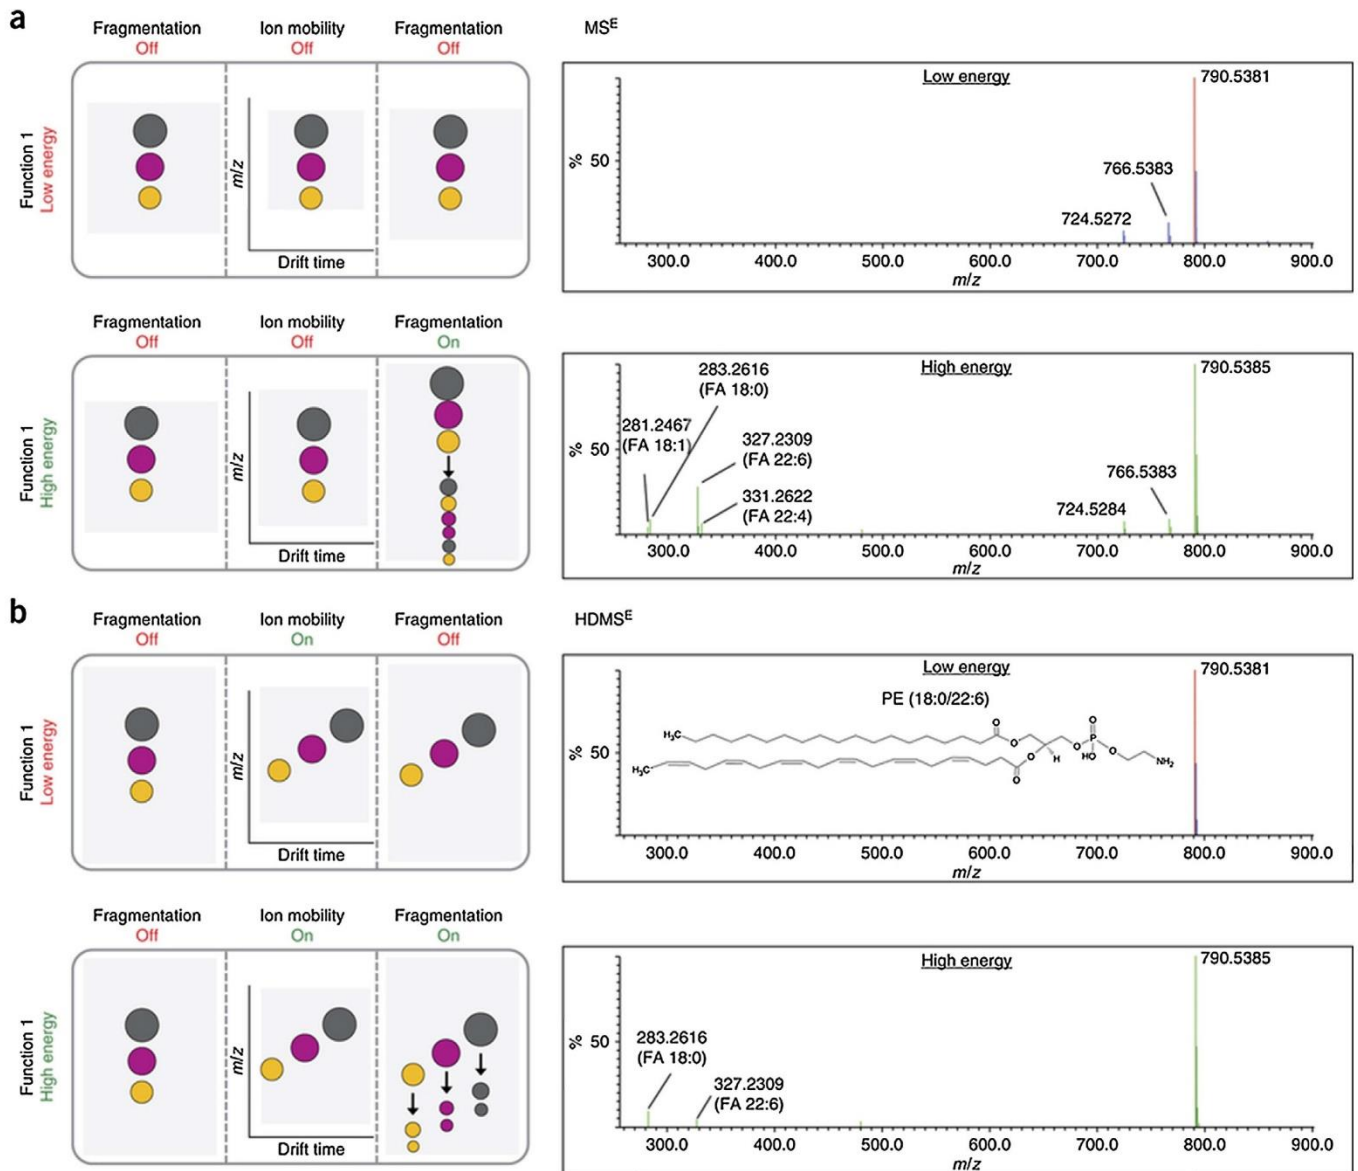 a
Fragmentation
Off
Ion mobility
Off
Fragmentation
Off
Function 1
Low energy
m/z
Drift time
MSE
Low energy
790.5381
766.5383
724.5272
% 50
300.0 400.0 500.0 600.0 700.0 800.0 900.0
m/z
Fragmentation
Off
Ion mobility
Off
Fragmentation
On
Function 1
High energy
m/z
Drift time
High energy
790.5385
283.2616
(FA 18:0)
281.2467
(FA 18:1)
327.2309
(FA 22:6)
331.2622
(FA 22:4)
766.5383
724.5284
% 50
300.0 400.0 500.0 600.0 700.0 800.0 900.0
m/z
b
Fragmentation
Off
Ion mobility
On
Fragmentation
Off
Function 1
Low energy
m/z
Drift time
HDMSE
Low energy
790.5381
PE (18:0/22:6)
H3C
O
O
O
P
O
HO
O
H
NH2
H3C
O
O
% 50
300.0 400.0 500.0 600.0 700.0 800.0 900.0
m/z
Fragmentation
Off
Ion mobility
On
Fragmentation
On
Function 1
High energy
m/z
Drift time
High energy
790.5385
283.2616
(FA 18:0)
327.2309
(FA 22:6)
% 50
300.0 400.0 500.0 600.0 700.0 800.0 900.0
m/z